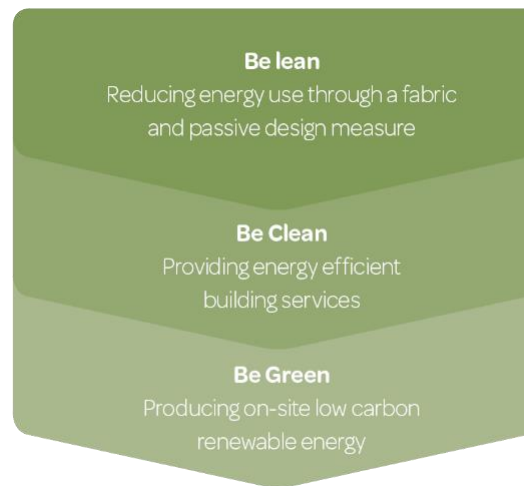 Be lean
Reducing energy use through a fabric
and passive design measure
Be Clean
Providing energy efficient
building services
Be Green
Producing on-site low carbon
renewable energy